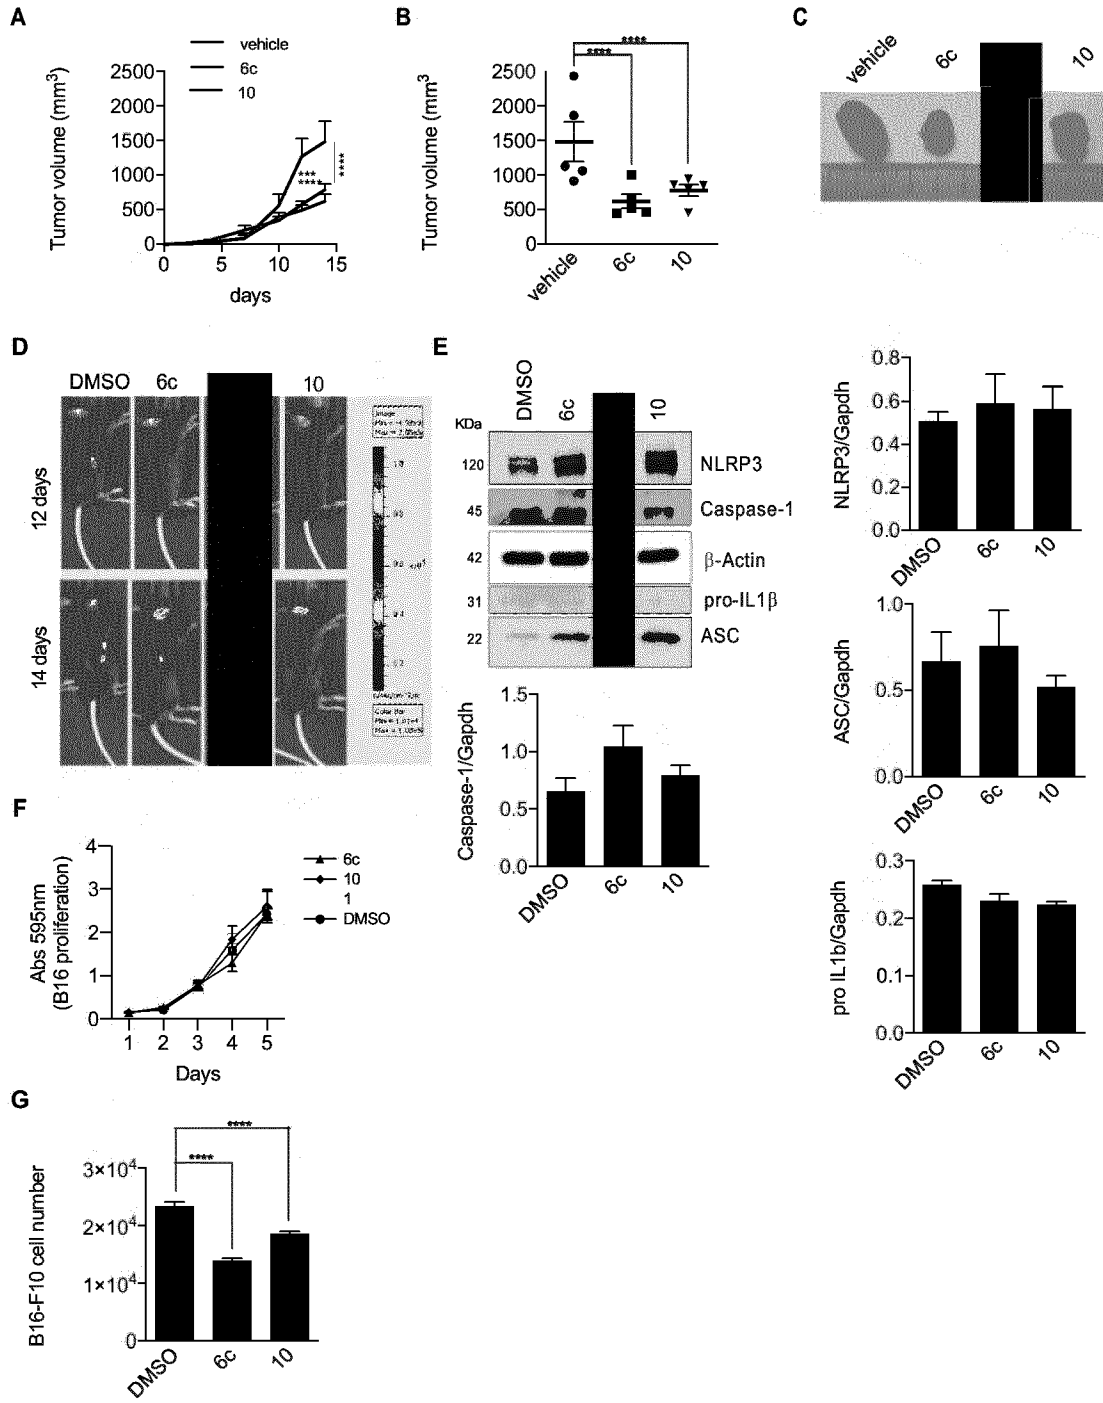 A
vehicle
6c
10
Tumor volume (mm³)
2500
2000
1500
1000
500
0
***
****
****
0 5 10 15
days
B
Tumor volume (mm³)
2500
2000
1500
1000
500
0
****
****
vehicle 6c 10
C
vehicle 6c 10
D
DMSO 6c 10
12 days
14 days
Image
Color Bar
E
DMSO 6c 10
KDa
120 NLRP3
45 Caspase-1
42 β-Actin
31 pro-IL1β
22 ASC
Caspase-1/Gapdh
1.5
1.0
0.5
0.0
DMSO 6c 10
NLRP3/Gapdh
0.8
0.6
0.4
0.2
0.0
DMSO 6c 10
ASC/Gapdh
1.0
0.5
0.0
DMSO 6c 10
pro IL1b/Gapdh
0.3
0.2
0.1
0.0
DMSO 6c 10
F
Abs 595nm
(B16 proliferation)
4
3
2
1
0
1 2 3 4 5
Days
6c
10
1
DMSO
G
B16-F10 cell number
3×10⁴
2×10⁴
1×10⁴
0
****
****
DMSO 6c 10